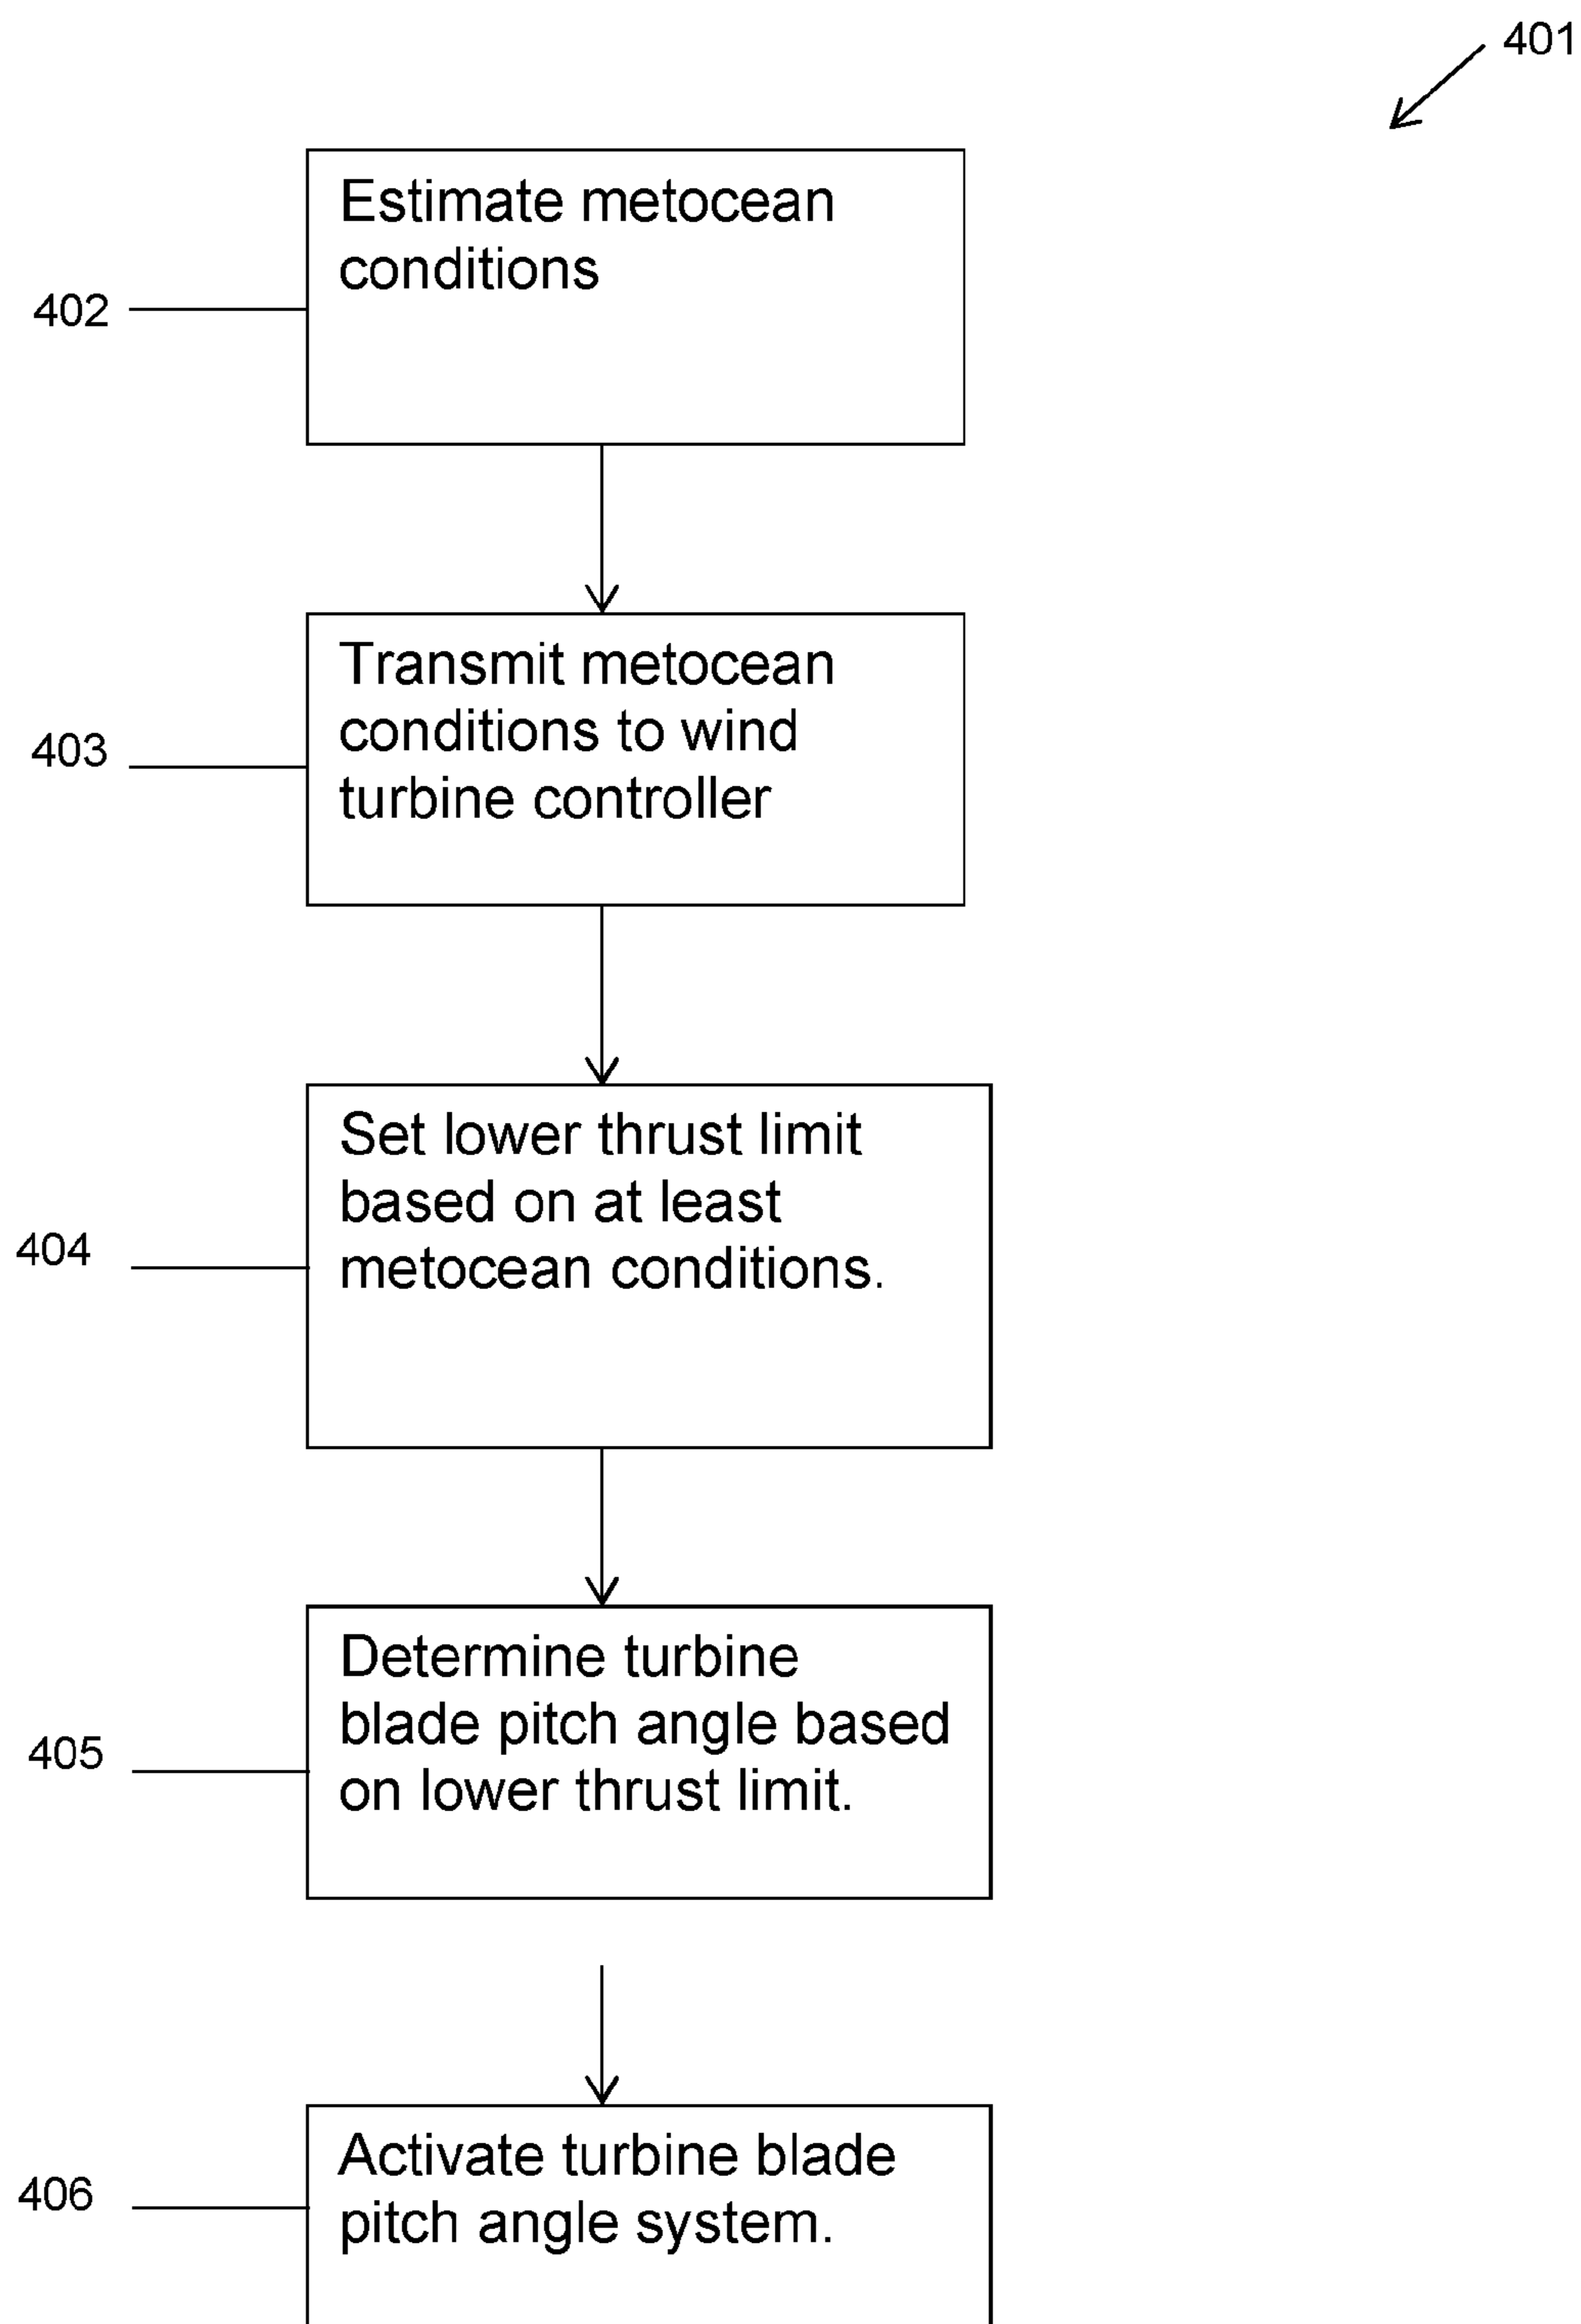 401
Estimate metocean
conditions
402
Transmit metocean
conditions to wind
turbine controller
403
Set lower thrust limit
based on at least
metocean conditions.
404
Determine turbine
blade pitch angle based
on lower thrust limit.
405
Activate turbine blade
pitch angle system.
406